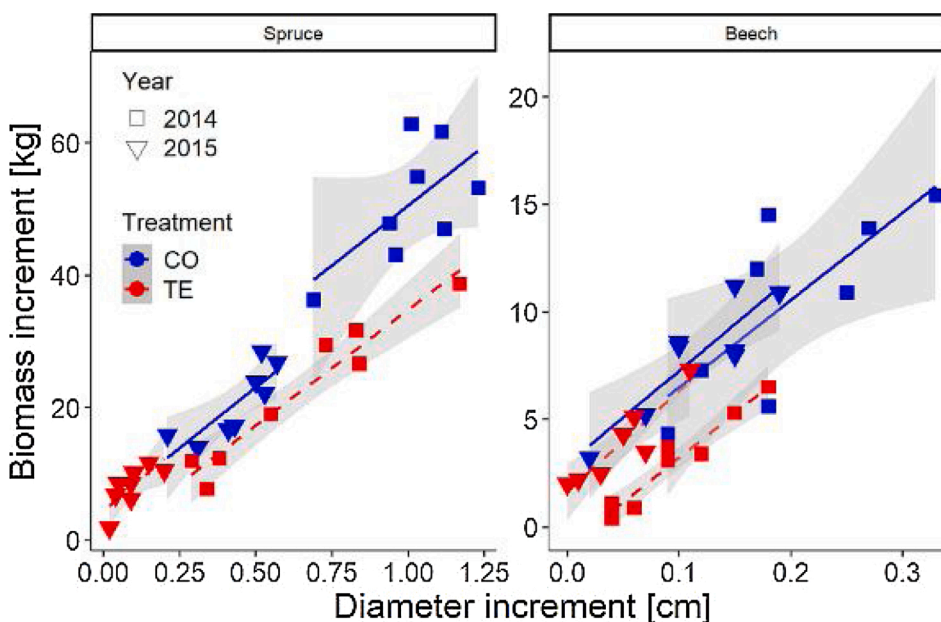 Spruce
Beech
Year
2014
2015
Treatment
CO
TE
Biomass increment [kg]
60
40
20
0
20
15
10
5
0
0.00 0.25 0.50 0.75 1.00 1.25
0.0 0.1 0.2 0.3
Diameter increment [cm]